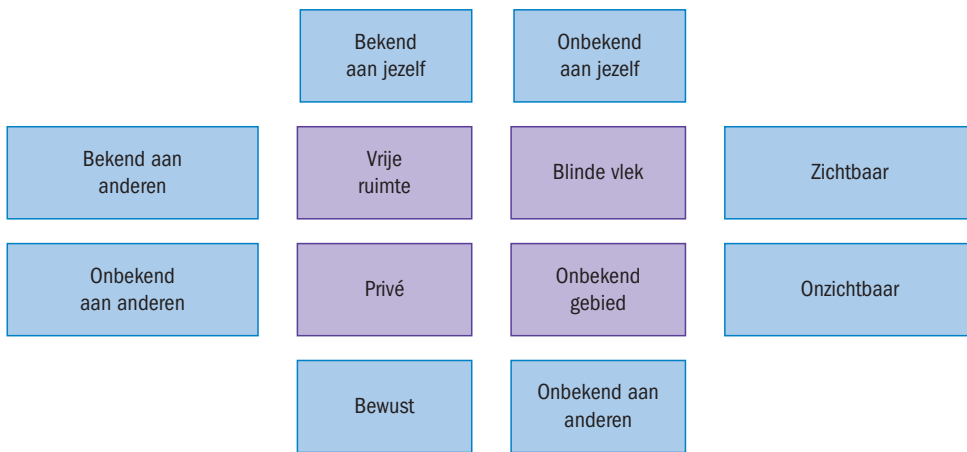 Bekend
aan jezelf
Onbekend
aan jezelf
Bekend aan
anderen
Vrije
ruimte
Blinde vlek
Zichtbaar
Onbekend
aan anderen
Privé
Onbekend
gebied
Onzichtbaar
Bewust
Onbekend aan
anderen